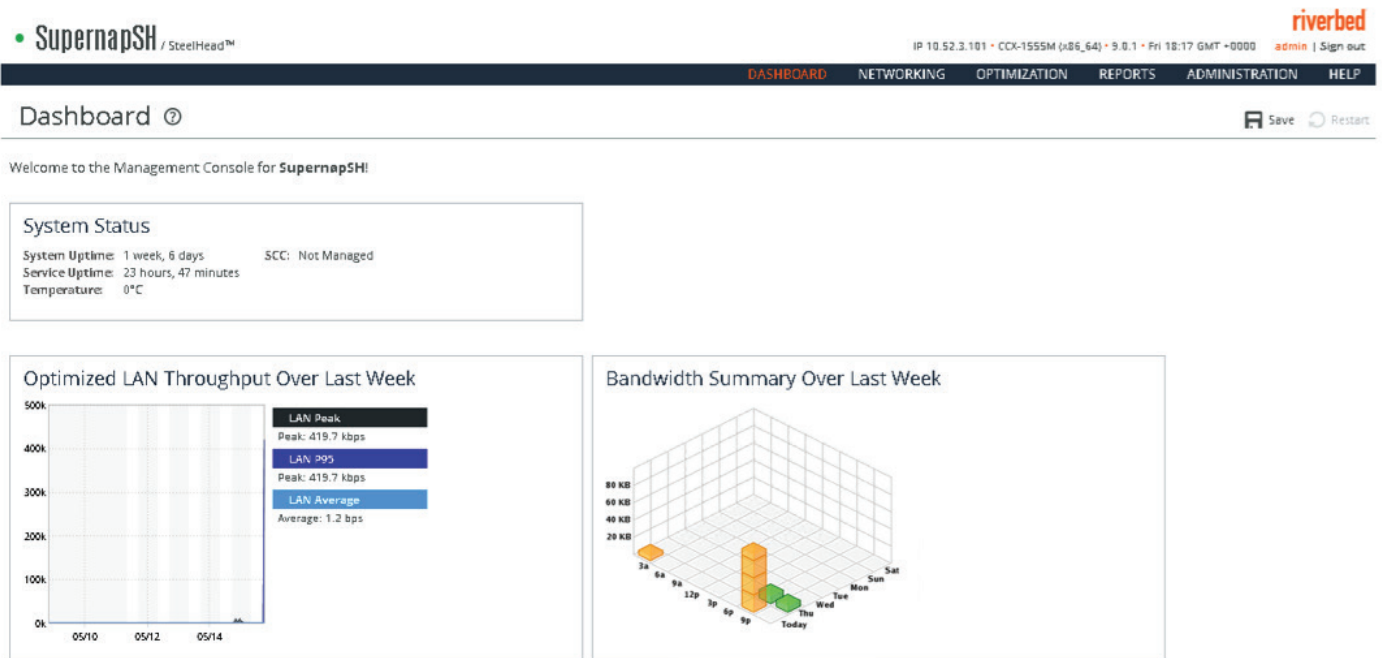 riverbed
SupernapSH / SteelHead™
IP 10.52.3.101 • CCX-1555M (x86_64) • 9.0.1 • Fri 18:17 GMT +0000 admin | Sign out
DASHBOARD NETWORKING OPTIMIZATION REPORTS ADMINISTRATION HELP
Dashboard ?
Save Restart
Welcome to the Management Console for SupernapSH!
System Status
System Uptime: 1 week, 6 days SCC: Not Managed
Service Uptime: 23 hours, 47 minutes
Temperature: 0°C
Optimized LAN Throughput Over Last Week
500k
400k
300k
200k
100k
0k
05/10 05/12 05/14
LAN Peak
Peak: 419.7 kbps
LAN P95
Peak: 419.7 kbps
LAN Average
Average: 1.2 bps
Bandwidth Summary Over Last Week
80 KB
60 KB
40 KB
20 KB
3a
6a
9a
12p
3p
6p
9p
Today
Thu
Wed
Tue
Mon
Sun
Sat